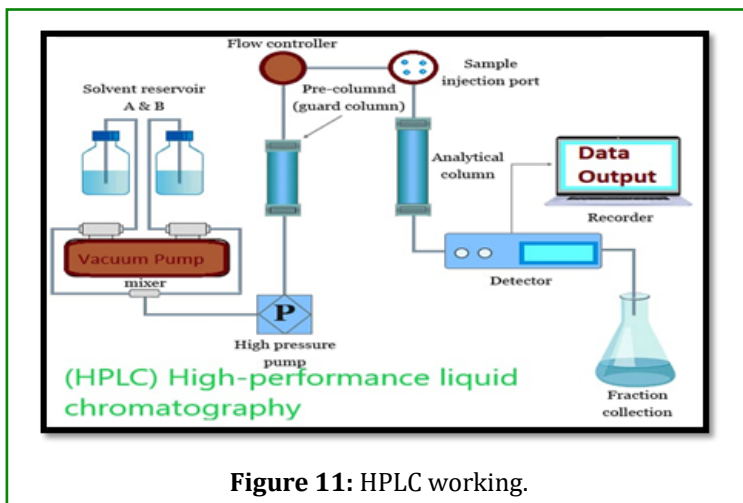 Flow controller
Sample
injection port
Solvent reservoir
A & B
Pre-columnd
(guard column)
Analytical
column
Data
Output
Recorder
Vacuum Pump
mixer
Detector
P
High pressure
pump
(HPLC) High-performance liquid
chromatography
Fraction
collection
Figure 11: HPLC working.